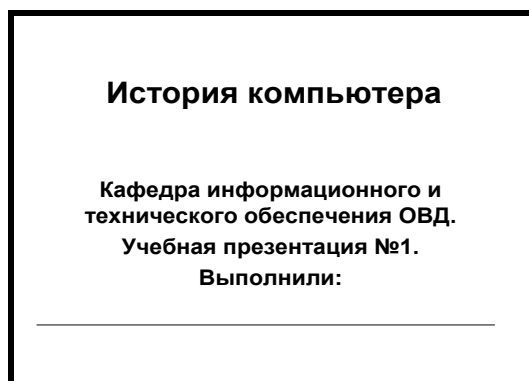 История компьютера
Кафедра информационного и
технического обеспечения ОВД.
Учебная презентация №1.
Выполнили: